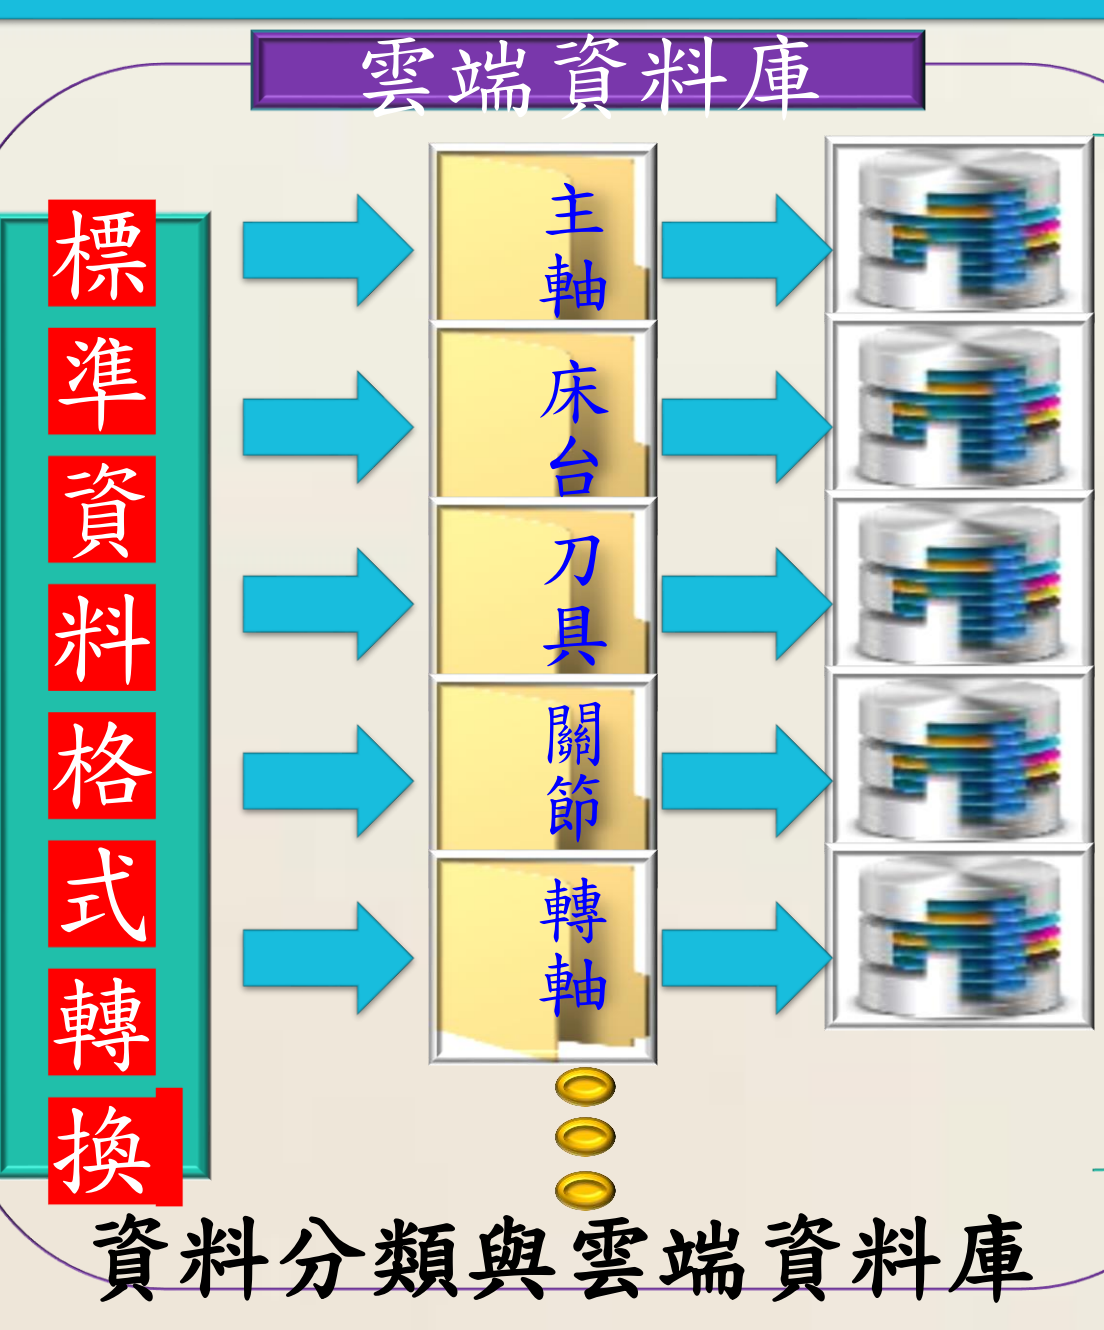 雲端資料庫
標準資料格式轉換
主軸
床台
刀具
關節
轉軸
資料分類與雲端資料庫